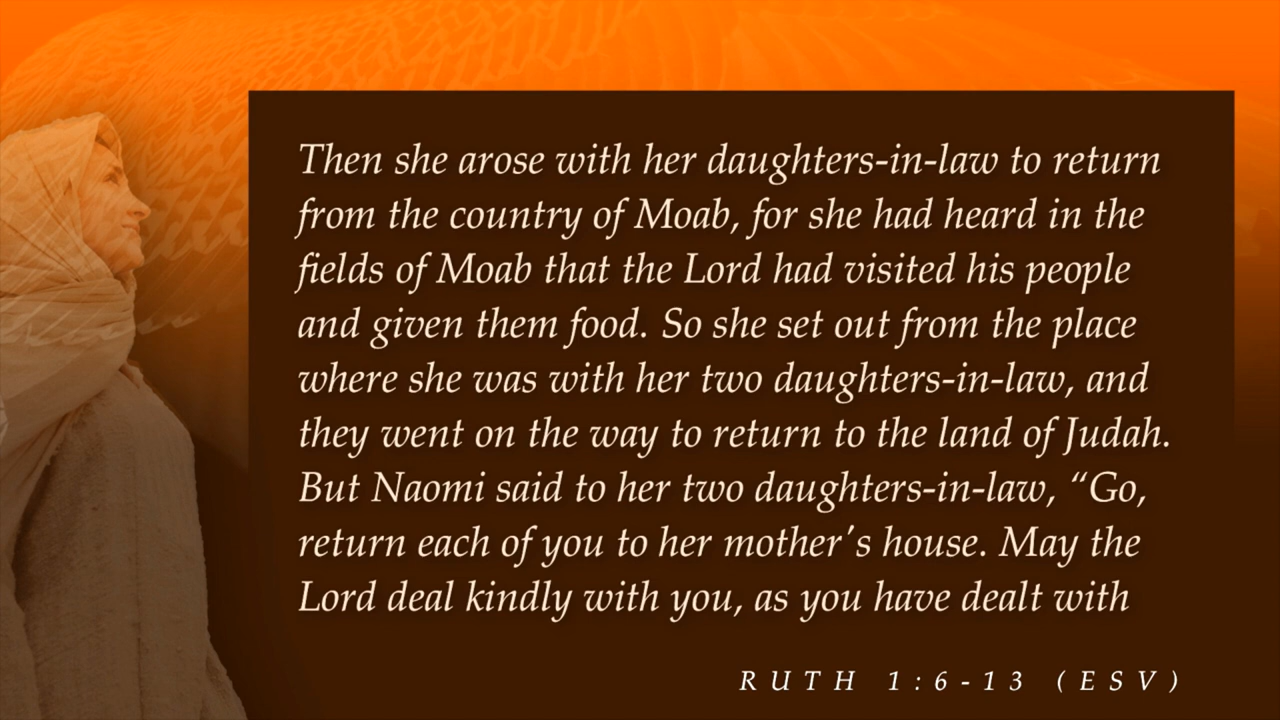 Then she arose with her daughters-in-law to return
from the country of Moab, for she had heard in the
fields of Moab that the Lord had visited his people
and given them food. So she set out from the place
where she was with her two daughters-in-law, and
they went on the way to return to the land of Judah.
But Naomi said to her two daughters-in-law, “Go,
return each of you to her mother's house. May the
Lord deal kindly with you, as you have dealt with
RUTH 1:6-13 (ESV)